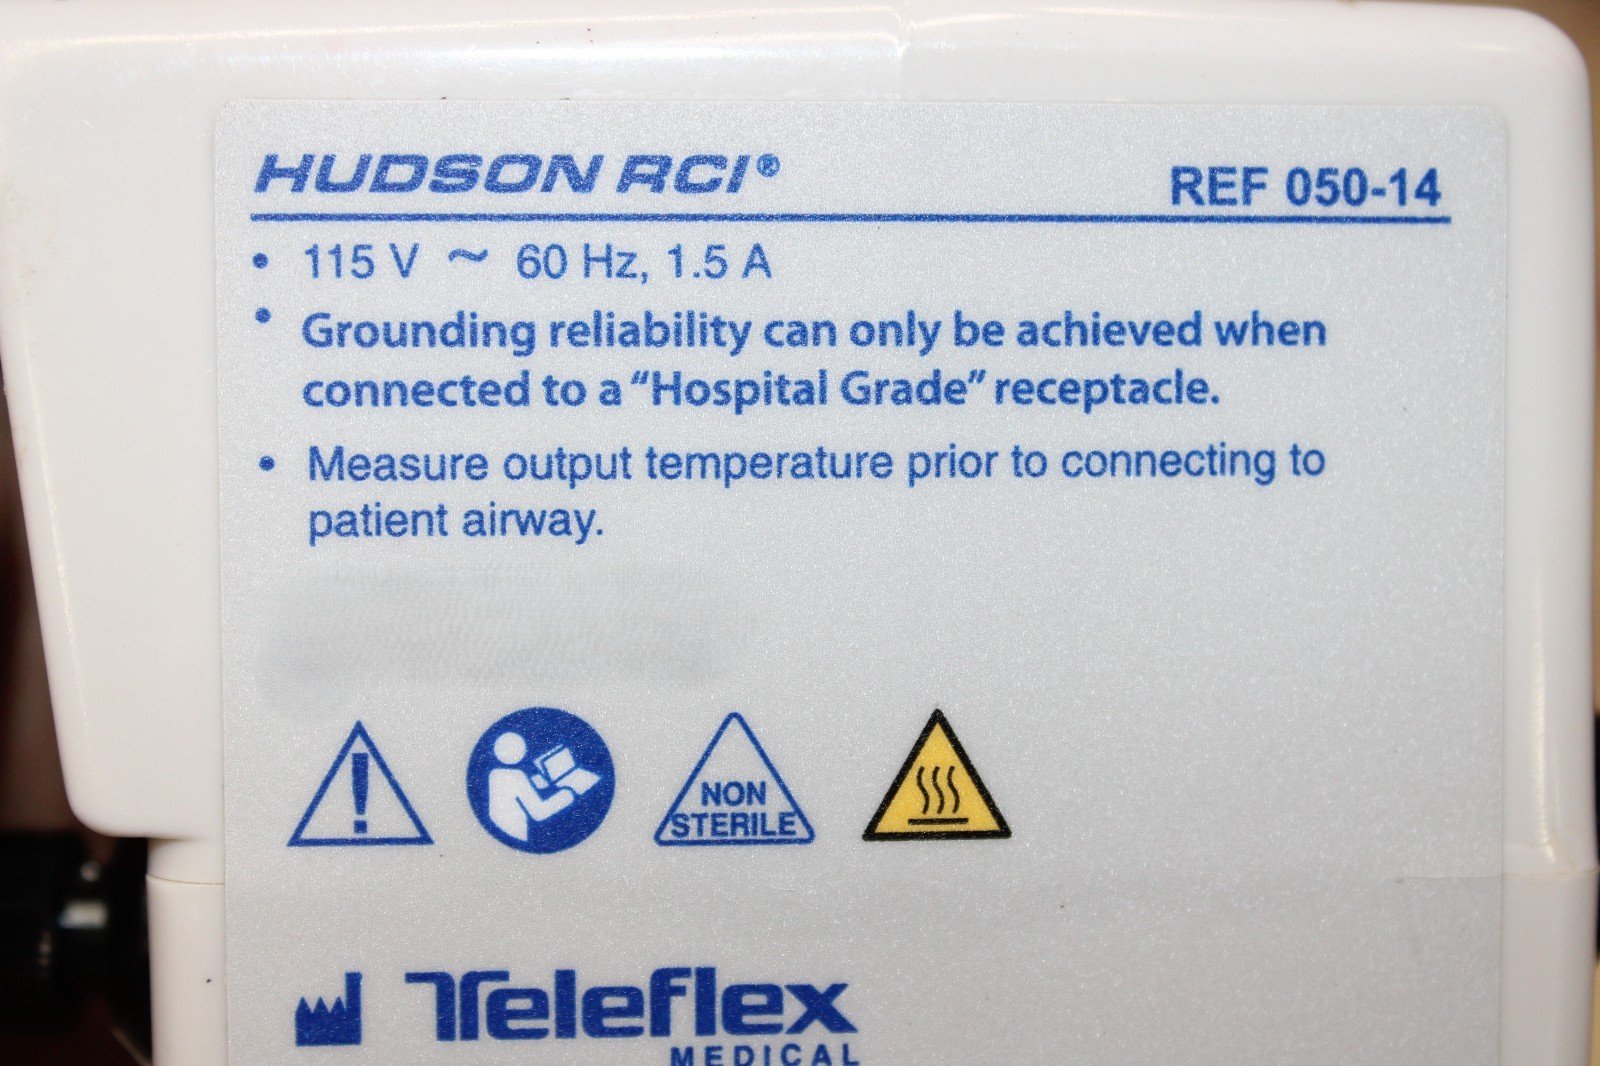 HUDSON RCI®
REF 050-14
• 115 V ~ 60 Hz, 1.5 A
• Grounding reliability can only be achieved when
connected to a “Hospital Grade” receptacle.
• Measure output temperature prior to connecting to
patient airway.
!
NON
STERILE
Teleflex
MEDICAL